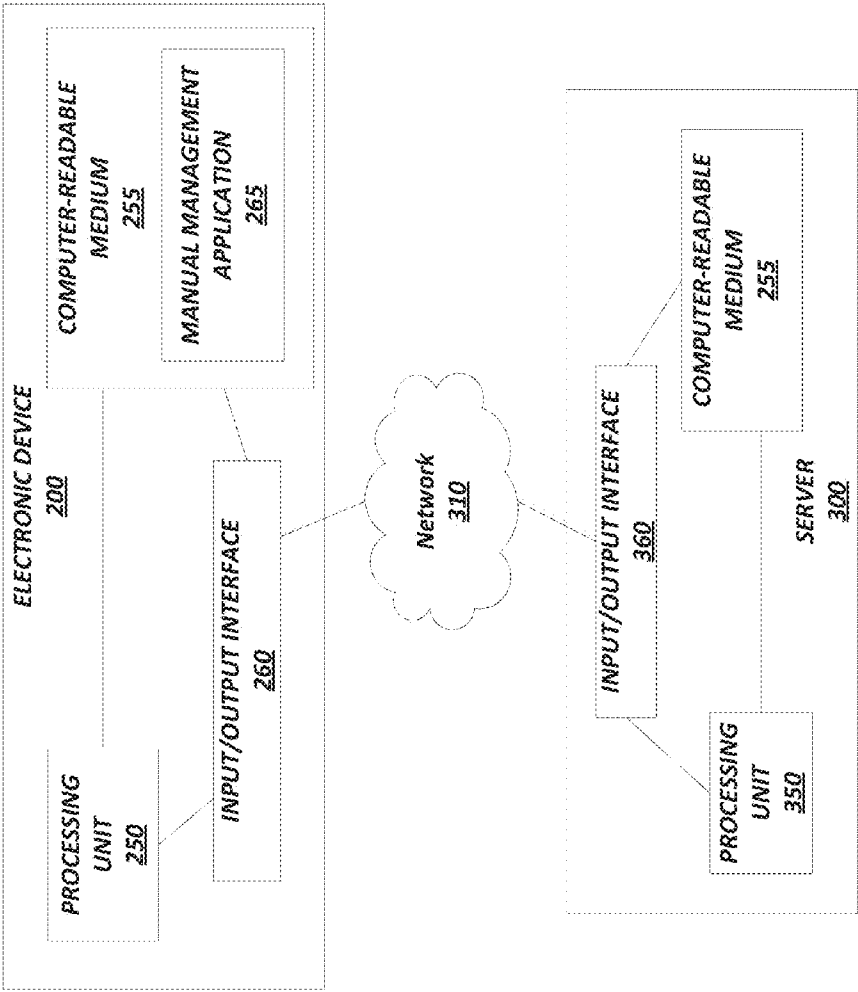 ELECTRONIC DEVICE
200
PROCESSING
UNIT
250
COMPUTER-READABLE
MEDIUM
255
MANUAL MANAGEMENT
APPLICATION
265
INPUT/OUTPUT INTERFACE
260
Network
310
INPUT/OUTPUT INTERFACE
360
PROCESSING
UNIT
350
COMPUTER-READABLE
MEDIUM
255
SERVER
300